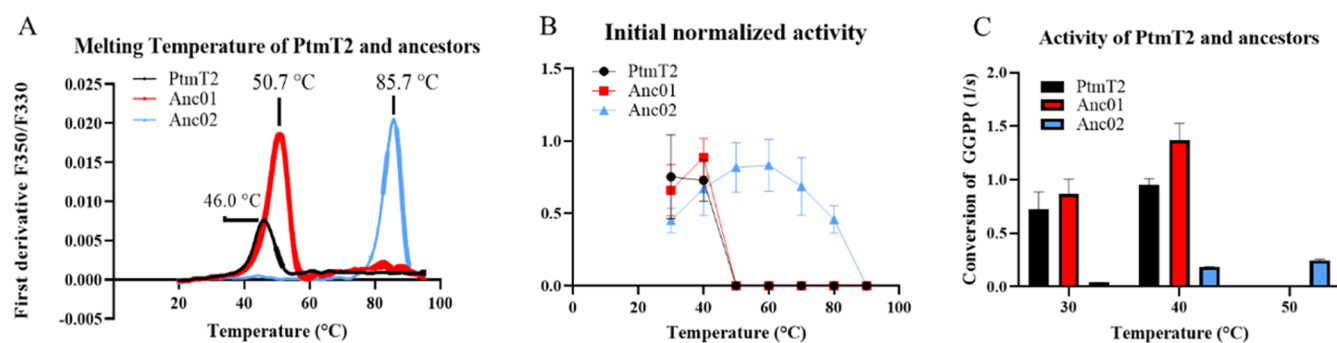 A
Melting Temperature of PtmT2 and ancestors
First derivative F350/F330
0.025
0.020
0.015
0.010
0.005
0.000
-0.005
PtmT2
Anc01
Anc02
50.7 °C
85.7 °C
46.0 °C
20
40
60
80
100
Temperature (°C)
B
Initial normalized activity
1.5
1.0
0.5
0.0
PtmT2
Anc01
Anc02
0
20
40
60
80
100
Temperature (°C)
C
Activity of PtmT2 and ancestors
Conversion of GGPP (1/s)
2.0
1.5
1.0
0.5
0.0
PtmT2
Anc01
Anc02
30
40
50
Temperature (°C)